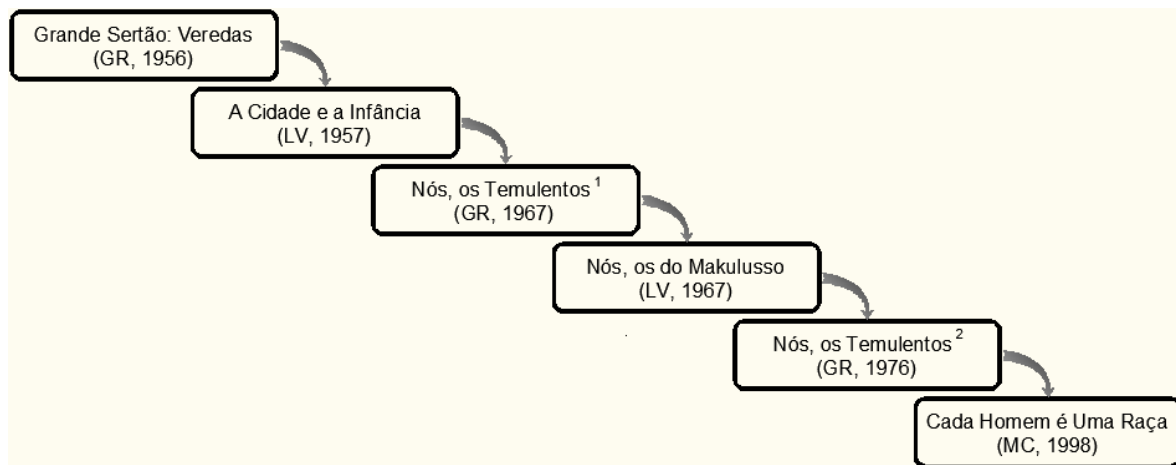 Grande Sertão: Veredas
(GR, 1956)
A Cidade e a Infância
(LV, 1957)
Nós, os Temulentos ¹
(GR, 1967)
Nós, os do Makulusso
(LV, 1967)
Nós, os Temulentos ²
(GR, 1976)
Cada Homem é Uma Raça
(MC, 1998)